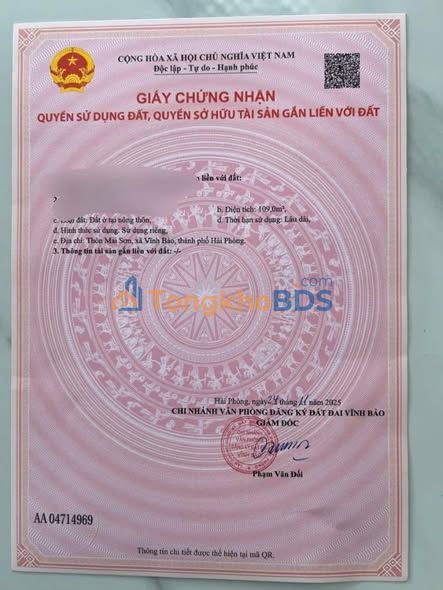 CỘNG HÒA XÃ HỘI CHỦ NGHĨA VIỆT NAM
Độc lập - Tự do - Hạnh phúc
GIẤY CHỨNG NHẬN
QUYỀN SỬ DỤNG ĐẤT, QUYỀN SỞ HỮU TÀI SẢN GẮN LIỀN VỚI ĐẤT
liền với đất:
b. Diện tích: 109,0m²,
c. Loại đất: Đất ở tại nông thôn,
d. Thời hạn sử dụng: Lâu dài,
đ. Hình thức sử dụng: Sử dụng riêng,
e. Địa chỉ: Thôn Mai Sơn, xã Vĩnh Bảo, thành phố Hải Phòng.
3. Thông tin tài sản gắn liền với đất: -/-
TongkhoBDS.com
Hải Phòng, ngày 24 tháng 11 năm 2025
CHI NHÁNH VĂN PHÒNG ĐĂNG KÝ ĐẤT ĐAI VĨNH BẢO
GIÁM ĐỐC
Phạm Văn Đối
AA 04714969
Thông tin chi tiết được thể hiện tại mã QR.